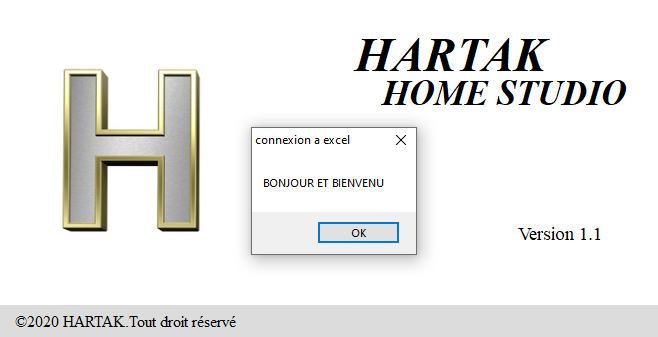 H
HARTAK
HOME STUDIO
connexion a excel
BONJOUR ET BIENVENU
OK
Version 1.1
©2020 HARTAK.Tout droit réservé